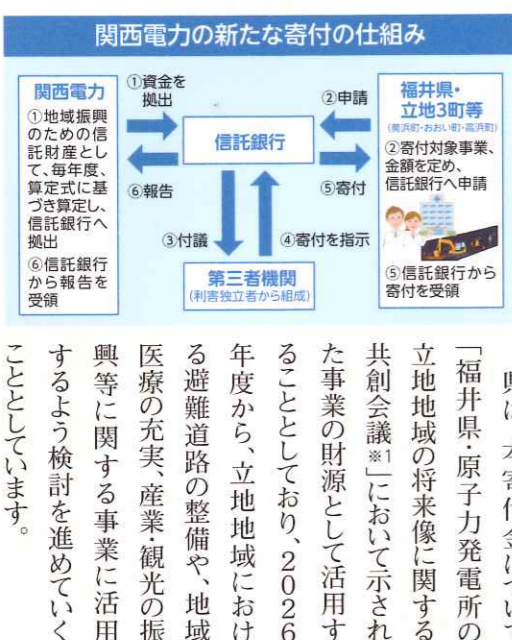 関西電力の新たな寄付の仕組み
関西電力
①地域振興
のための信
託財産とし
て、毎年度、
算定式に基
づき算定し、
信託銀行へ
拠出
⑥信託銀行
から報告を
受領
①資金を
拠出
⑥報告
信託銀行
②申請
⑤寄付
③付議
④寄付を指示
第三者機関
(利害独立者から組成)
福井県・
立地3町等
(美浜町・おおい町・高浜町)
②寄付対象事業、
金額を定め、
信託銀行へ申請
⑤信託銀行から
寄付を受領
「福井県・原子力発電所の
立地地域の将来像に関する
共創会議※1」において示され
た事業の財源として活用す
ることとしており、2026
年度から、立地地域におけ
る避難道路の整備や、地域
医療の充実、産業・観光の振
興等に関する事業に活用
するよう検討を進めていく
こととしています。